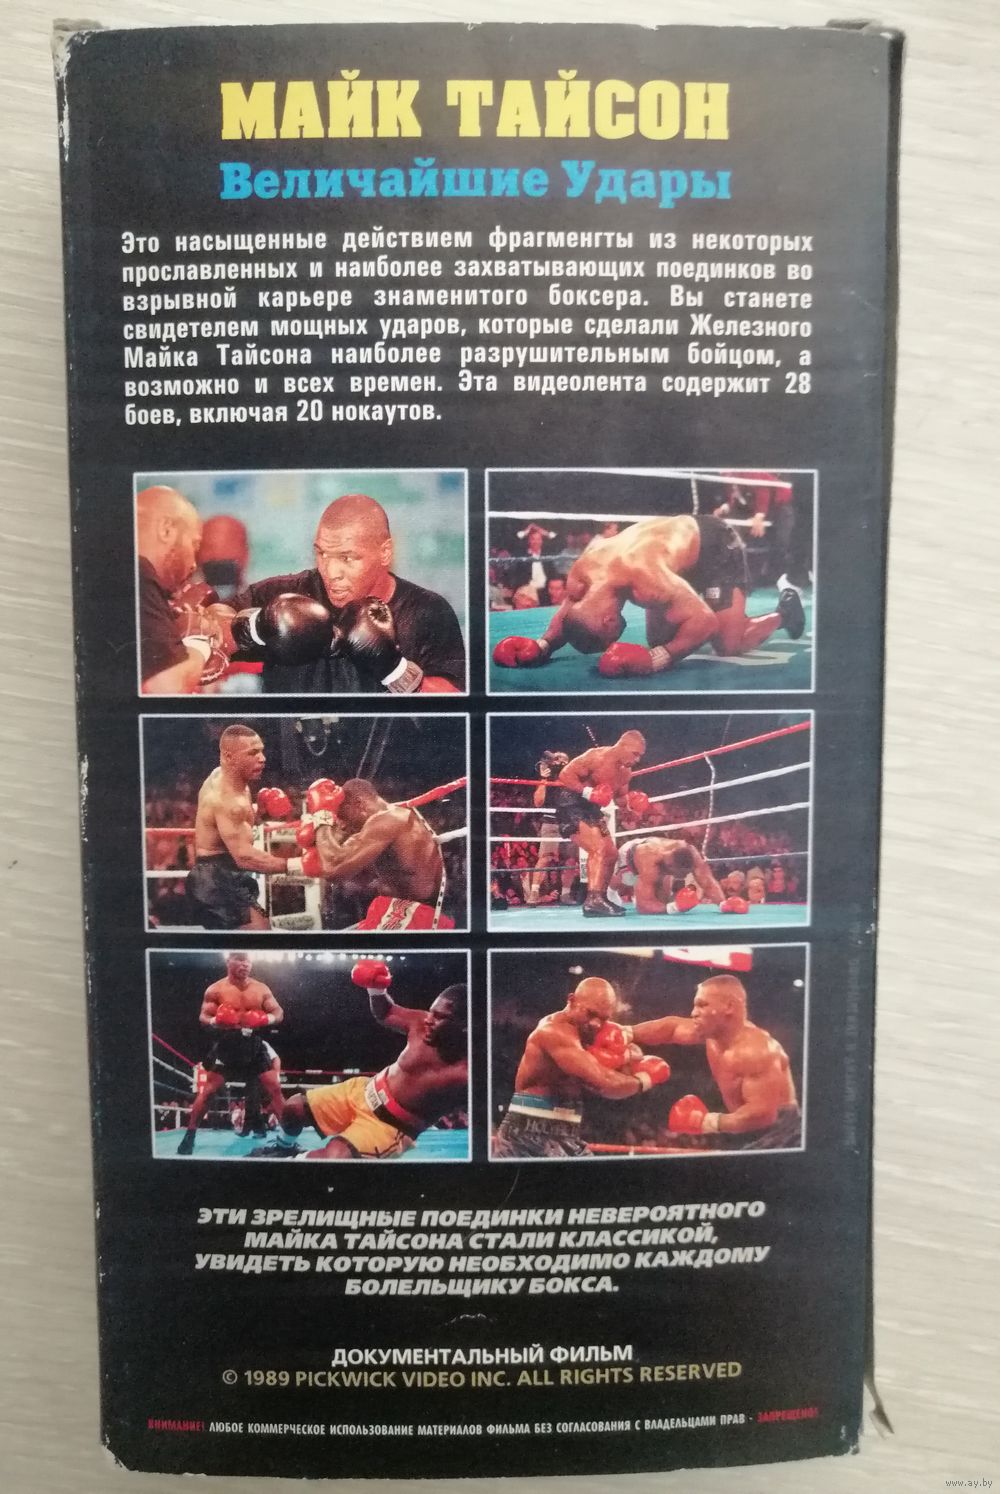 МАЙК ТАЙСОН
Величайшие Удары
Это насыщенные действием фрагменгты из некоторых
прославленных и наиболее захватывающих поединков во
взрывной карьере знаменитого боксера. Вы станете
свидетелем мощных ударов, которые сделали Железного
Майка Тайсона наиболее разрушительным бойцом, а
возможно и всех времен. Эта видеолента содержит 28
боев, включая 20 нокаутов.
ЭТИ ЗРЕЛИЩНЫЕ ПОЕДИНКИ НЕВЕРОЯТНОГО
МАЙКА ТАЙСОНА СТАЛИ КЛАССИКОЙ,
УВИДЕТЬ КОТОРУЮ НЕОБХОДИМО КАЖДОМУ
БОЛЕЛЬЩИКУ БОКСА.
ДОКУМЕНТАЛЬНЫЙ ФИЛЬМ
© 1989 PICKWICK VIDEO INC. ALL RIGHTS RESERVED
ВНИМАНИЕ! ЛЮБОЕ КОММЕРЧЕСКОЕ ИСПОЛЬЗОВАНИЕ МАТЕРИАЛОВ ФИЛЬМА БЕЗ СОГЛАСОВАНИЯ С ВЛАДЕЛЬЦАМИ ПРАВ - ЗАПРЕЩЕНО!
www.ay.by